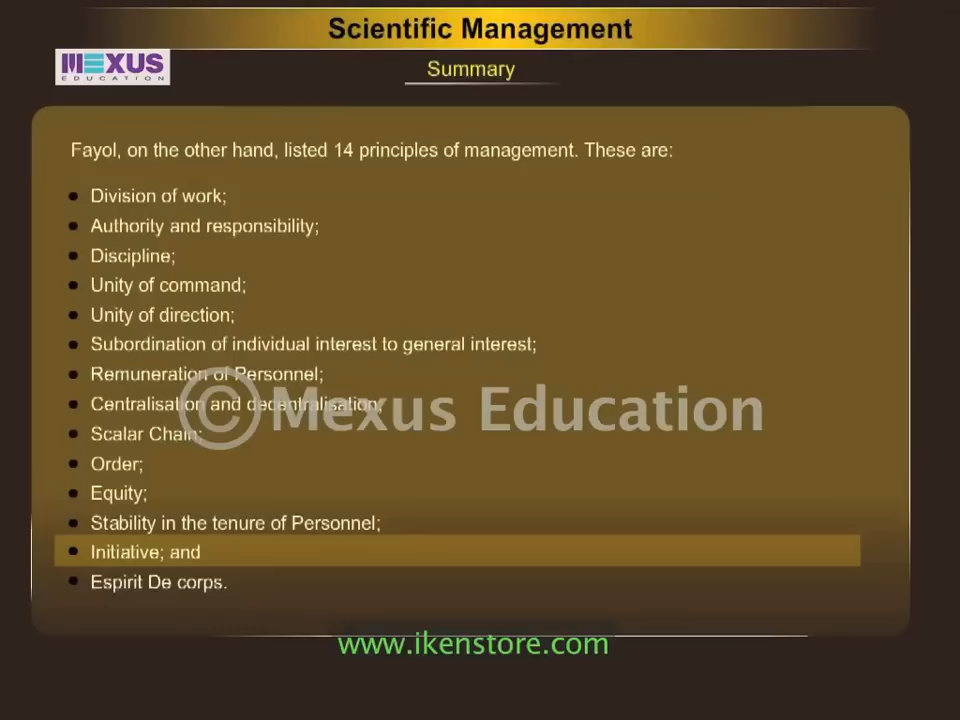 Scientific Management
MEXUS
EDUCATION
Summary
Fayol, on the other hand, listed 14 principles of management. These are:
Division of work;
Authority and responsibility;
Discipline;
Unity of command;
Unity of direction;
Subordination of individual interest to general interest;
Remuneration of Personnel;
Centralisation and decentralisation;
© Mexus Education
Scalar Chain;
Order;
Equity;
Stability in the tenure of Personnel;
Initiative; and
Espirit De corps.
www.ikenstore.com